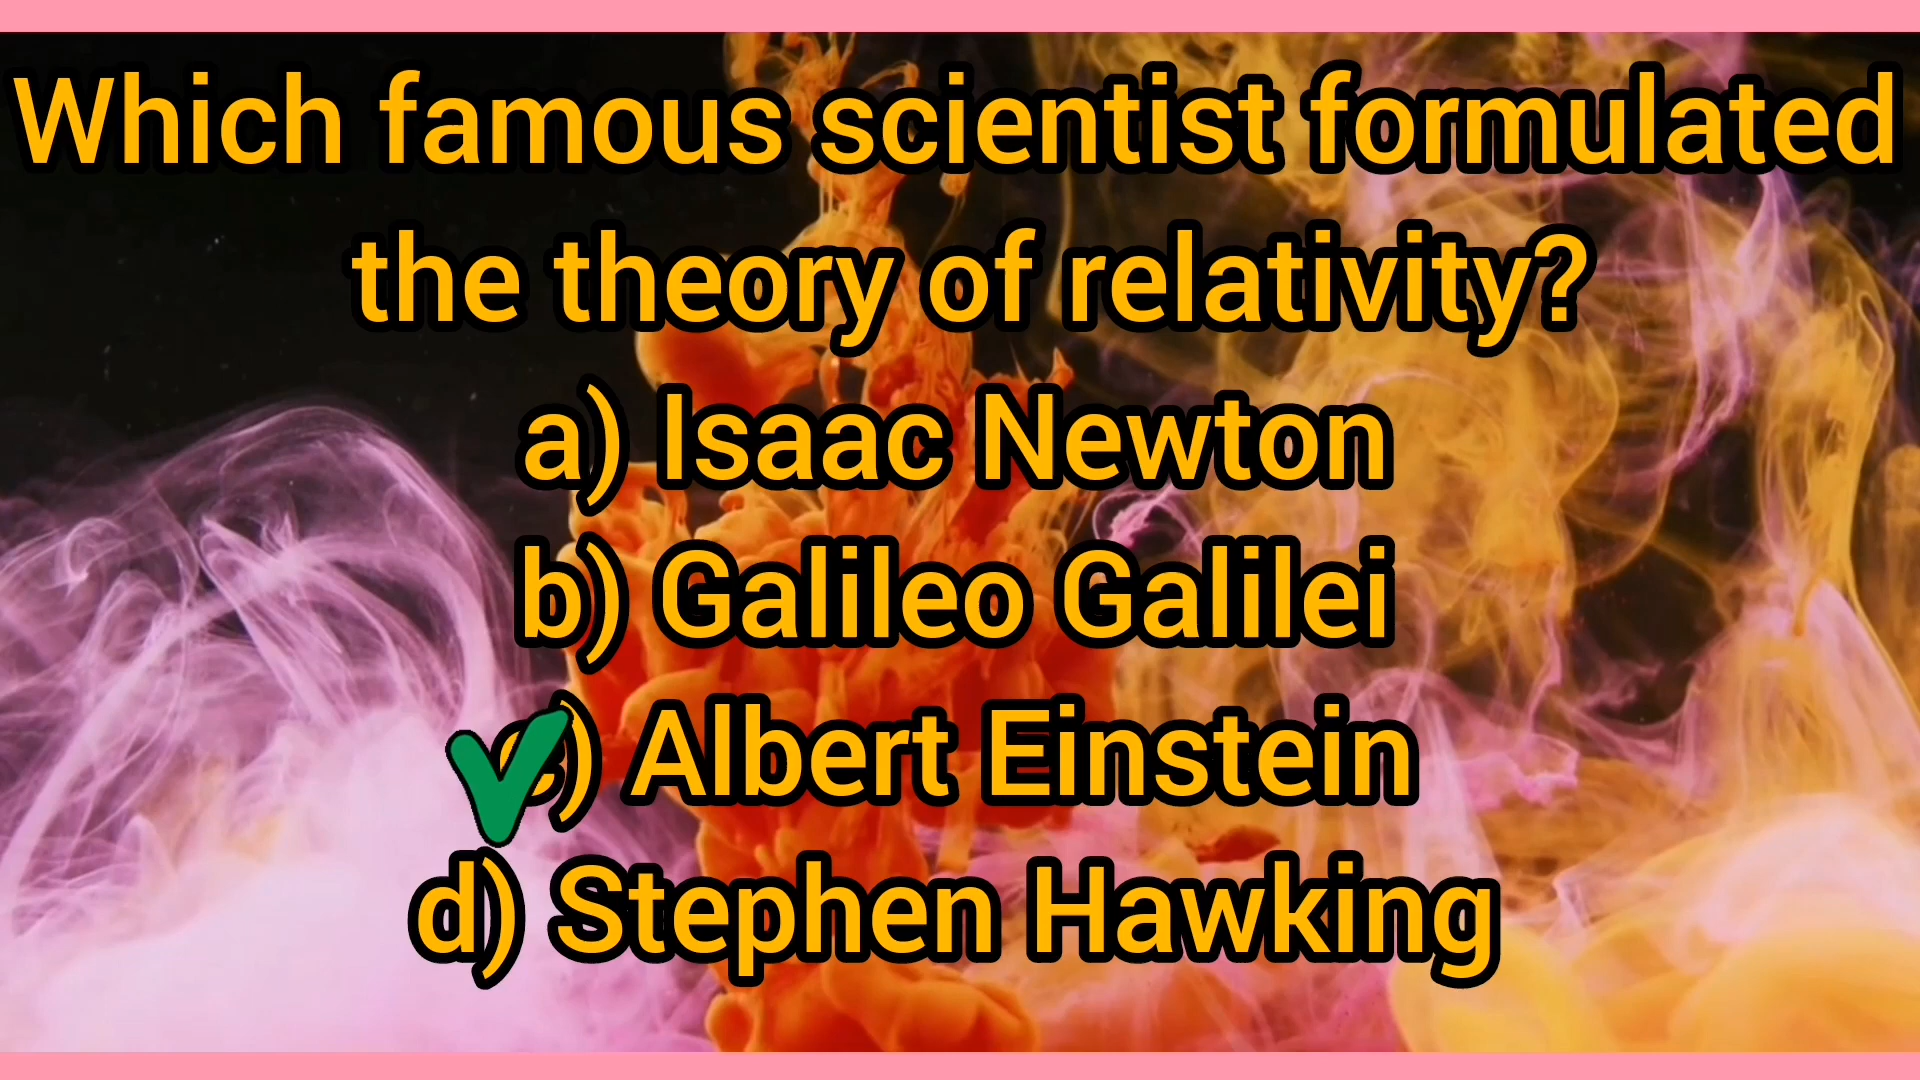 Which famous scientist formulated
the theory of relativity?
a) Isaac Newton
b) Galileo Galilei
c) Albert Einstein
d) Stephen Hawking